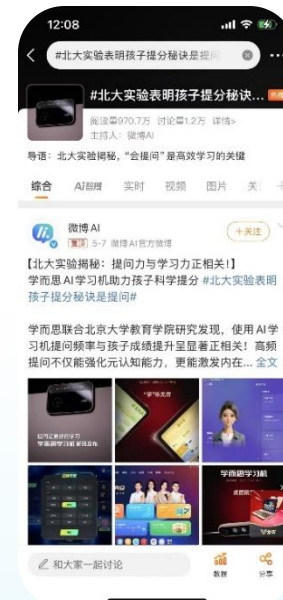 12:08
#北大实验表明孩子提分秘诀是提问
#北大实验表明孩子提分秘诀...
阅读量970.7万 讨论量1.2万 详情>
主持人：微博AI
导语：北大实验揭秘，“会提问”是高效学习的关键
综合 AI智搜 实时 视频 图片 关
微博 AI
+关注
置顶 5-7 微博AI官方微博
【北大实验揭秘：提问力与学习力正相关！】
学而思AI学习机助力孩子科学提分 #北大实验表明
孩子提分秘诀是提问#
学而思联合北京大学教育学院研究发现，使用AI学
习机提问频率与孩子成绩提升呈显著正相关！高频
提问不仅能强化元认知能力，更能激发内在... 全文
学而思学习机
和大家一起讨论
数据
分享